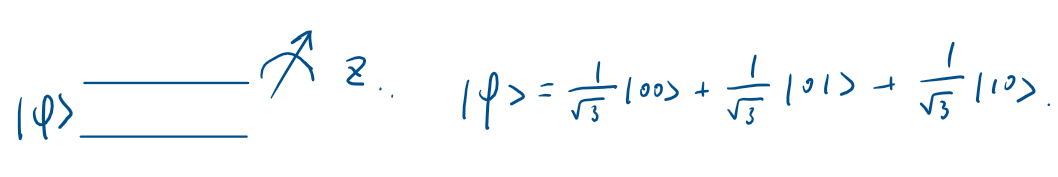 |φ⟩ z.. |φ⟩ = 1/√3 |00⟩ + 1/√3 |01⟩ + 1/√3 |10⟩.